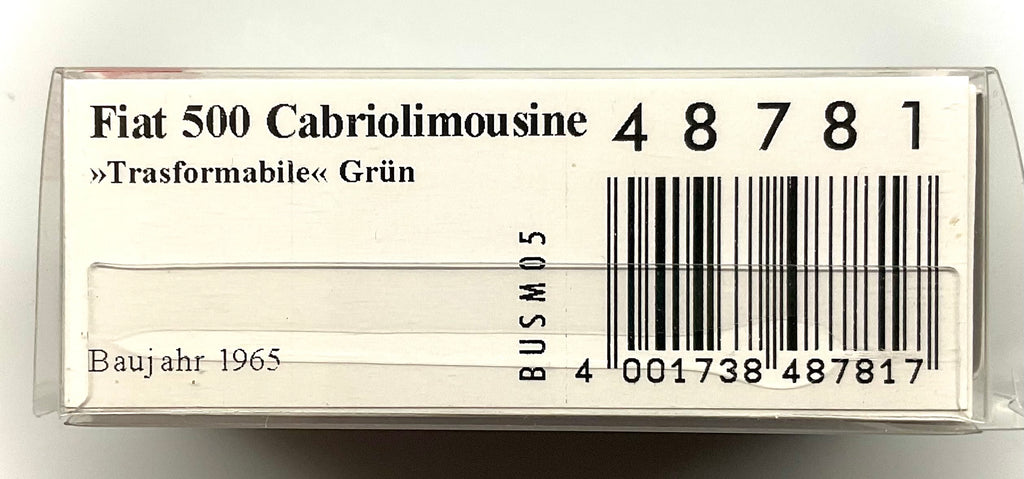 Fiat 500 Cabriolimousine
»Trasformabile« Grün
Baujahr 1965
BUSM05
48781
4 001738 487817